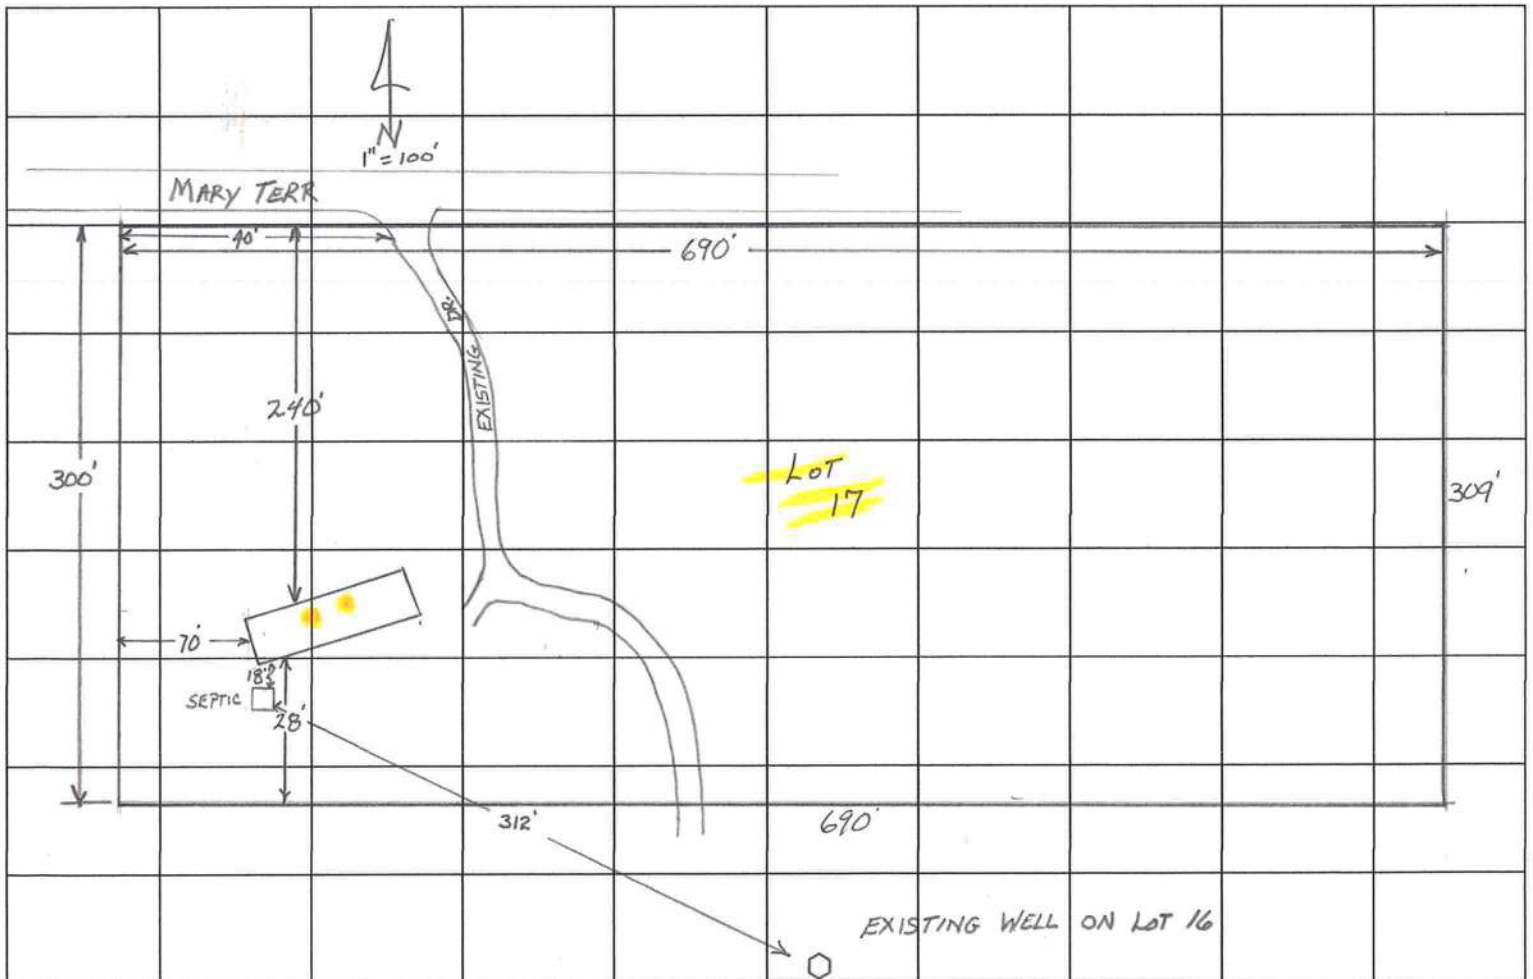 N
1" = 100'
MARY TERR
40'
690'
DR.
EXISTING
240'
300'
LOT
17
309'
70'
18'
SEPTIC
28'
312'
690'
EXISTING WELL ON LOT 16